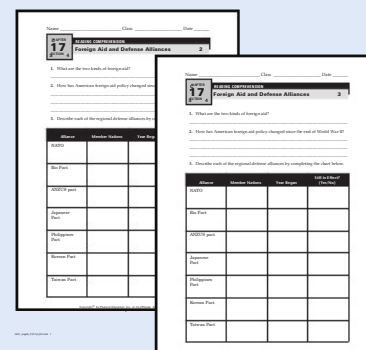 Name Class Date
CHAPTER
17
SECTION 4
READING COMPREHENSION
Foreign Aid and Defense Alliances 2
1. What are the two kinds of foreign aid?
2. How has American foreign aid policy changed sinc
3. Describe each of the regional defense alliances by c
Alliance Member Nations Year Beg
NATO
Rio Pact
ANZUS pact
Japanese
Pact
Philippines
Pact
Korean Pact
Taiwan Pact
Name Class Date
CHAPTER
17
SECTION 4
READING COMPREHENSION
Foreign Aid and Defense Alliances 3
1. What are the two kinds of foreign aid?
2. How has American foreign aid policy changed since the end of World War II?
3. Describe each of the regional defense alliances by completing the chart below.
Still in Effect?
Alliance Member Nations Year Began (Yes/No)
NATO
Rio Pact
ANZUS pact
Japanese
Pact
Philippines
Pact
Korean Pact
Taiwan Pact